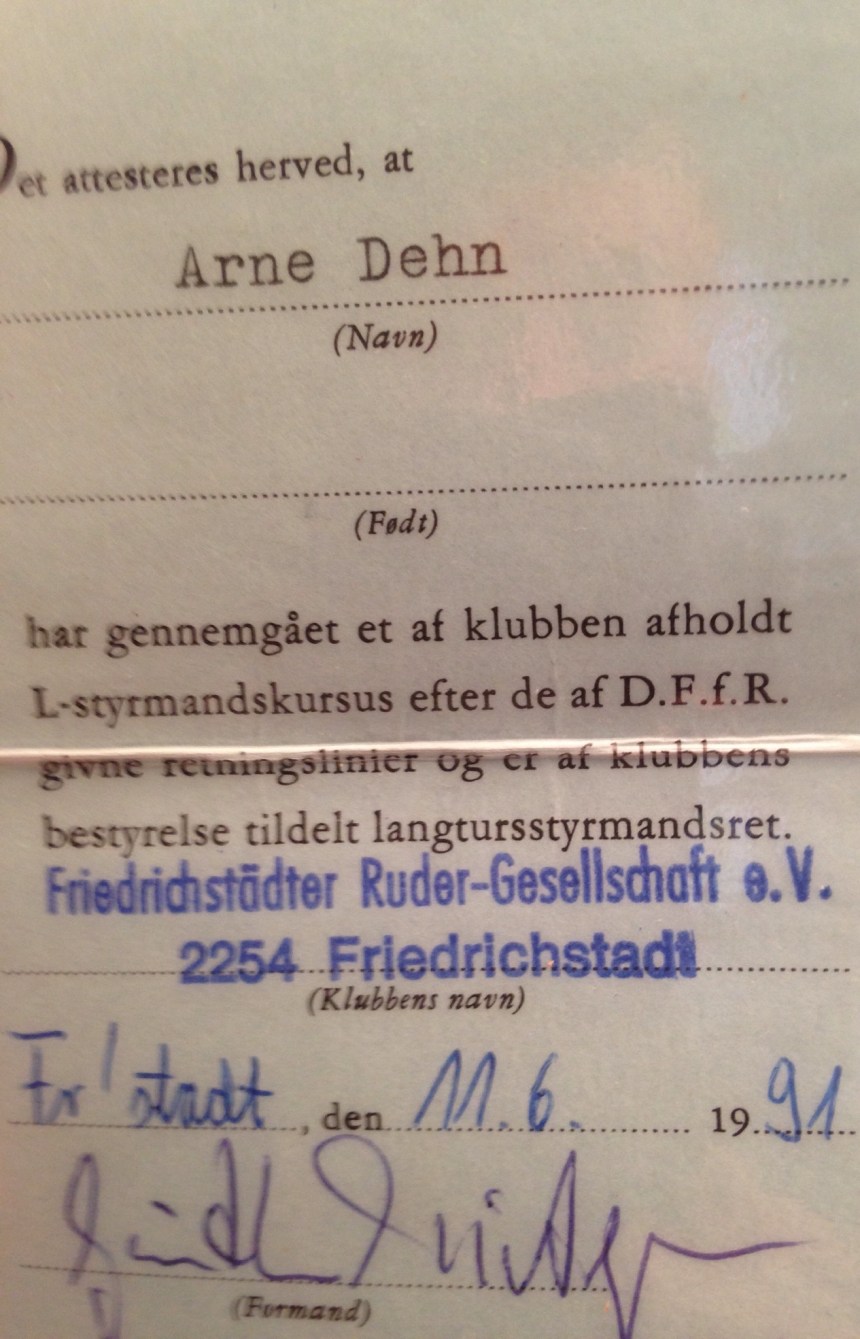 Det attesteres herved, at
Arne Dehn
(Navn)
(Født)
har gennemgået et af klubben afholdt
L-styrmandskursus efter de af D.F.f.R.
givne retningslinier og er af klubbens
bestyrelse tildelt langtursstyrmandsret.
Friedrichstädter Ruder-Gesellschaft e.V.
2254 Friedrichstadt
(Klubbens navn)
Fr'stadt, den 11.6. 1991
(Formand)